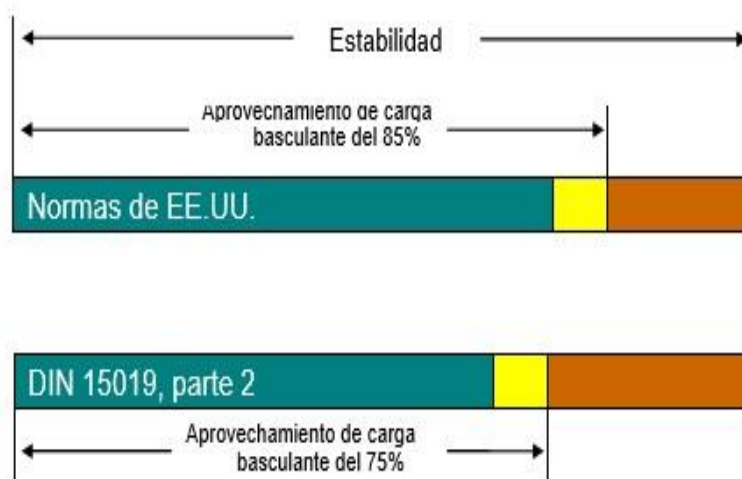 Estabilidad
Aprovechamiento de carga
basculante del 85%
Normas de EE.UU.
DIN 15019, parte 2
Aprovechamiento de carga
basculante del 75%